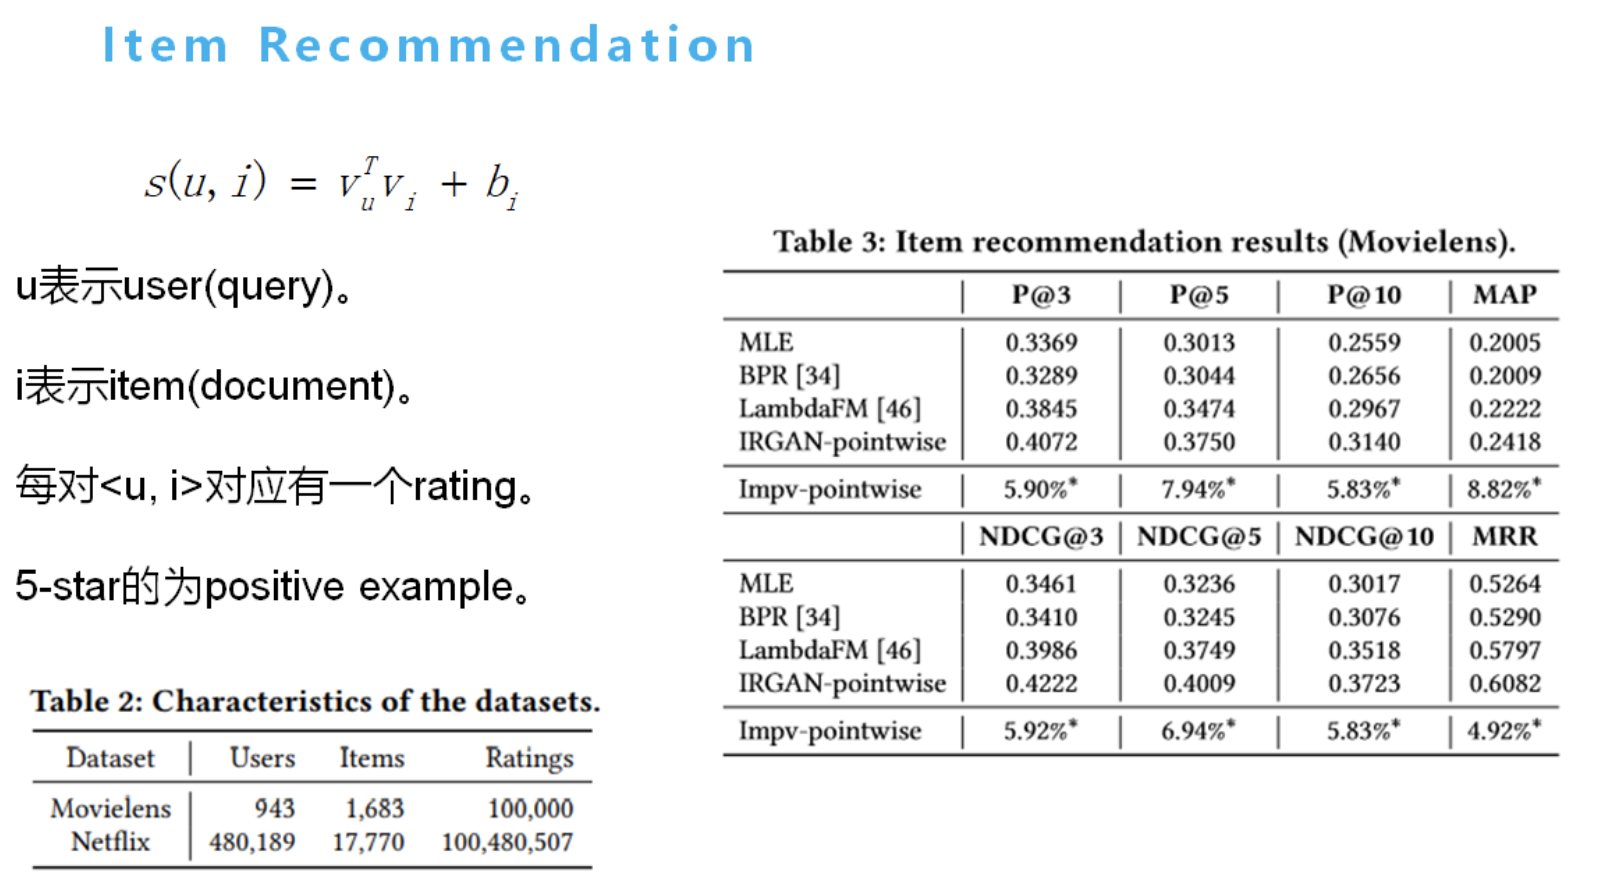 Item Recommendation
s(u, i) = v_u^T v_i + b_i
u表示user(query)。
i表示item(document)。
每对<u, i>对应有一个rating。
5-star的为positive example。
Table 2: Characteristics of the datasets.
Dataset | Users Items Ratings
Movielens | 943 1,683 100,000
Netflix | 480,189 17,770 100,480,507
Table 3: Item recommendation results (Movielens).
| P@3 | P@5 | P@10 | MAP
MLE | 0.3369 | 0.3013 | 0.2559 | 0.2005
BPR [34] | 0.3289 | 0.3044 | 0.2656 | 0.2009
LambdaFM [46] | 0.3845 | 0.3474 | 0.2967 | 0.2222
IRGAN-pointwise | 0.4072 | 0.3750 | 0.3140 | 0.2418
Impv-pointwise | 5.90%* | 7.94%* | 5.83%* | 8.82%*
| NDCG@3 | NDCG@5 | NDCG@10 | MRR
MLE | 0.3461 | 0.3236 | 0.3017 | 0.5264
BPR [34] | 0.3410 | 0.3245 | 0.3076 | 0.5290
LambdaFM [46] | 0.3986 | 0.3749 | 0.3518 | 0.5797
IRGAN-pointwise | 0.4222 | 0.4009 | 0.3723 | 0.6082
Impv-pointwise | 5.92%* | 6.94%* | 5.83%* | 4.92%*